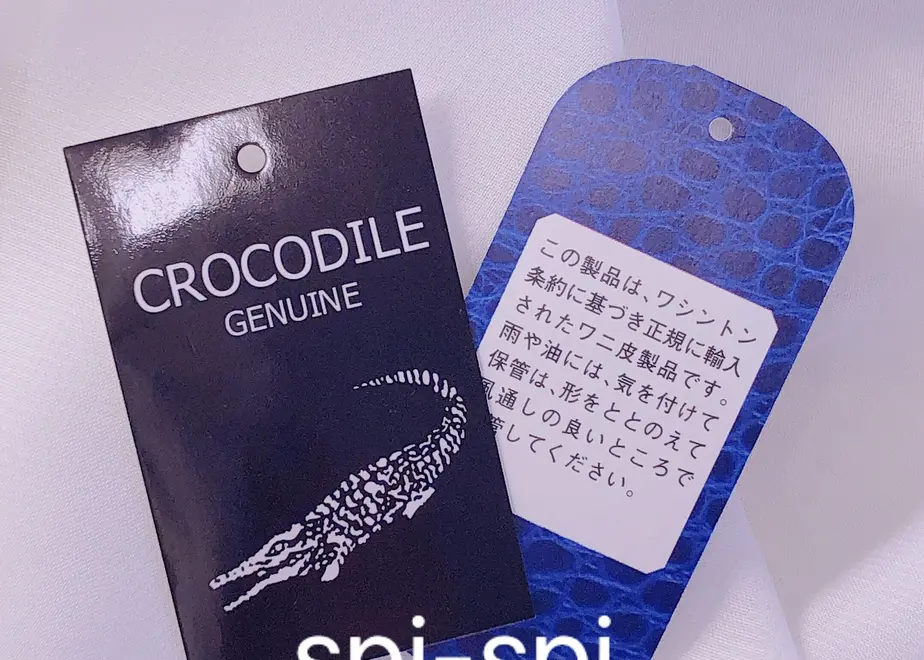 CROCODILE
GENUINE
この製品は、ワシントン
条約に基づき正規に輸入
されたワニ皮製品です。
雨や油には、気を付けて
保管は、形をととのえて
風通しの良いところで
管してください。
spi-spi